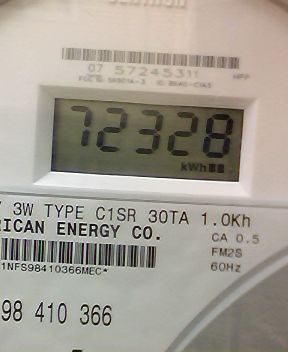 07 57245311
72328
kWh
3W TYPE C1SR 30TA 1.0Kh
RICAN ENERGY CO.
CA 0.5
FM2S
1NFS98410366MEC*
60Hz
98 410 366